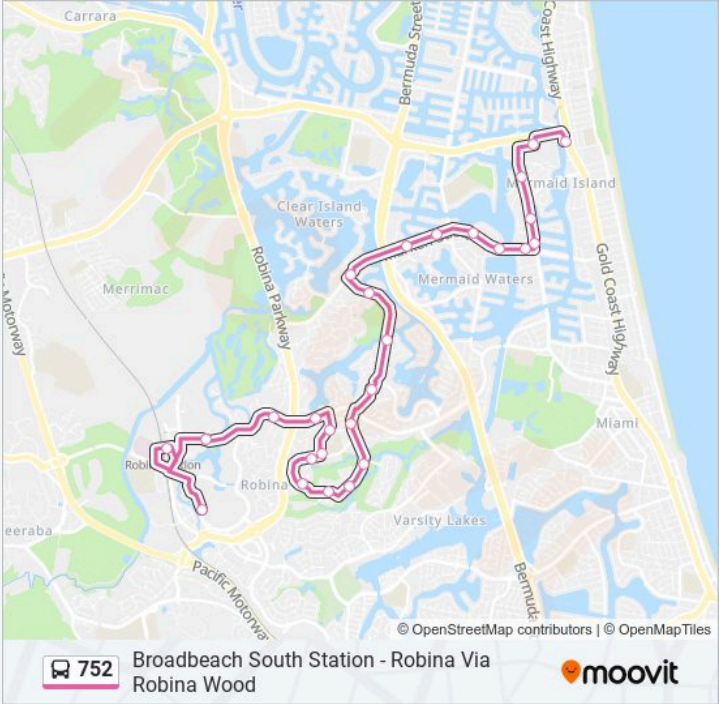 Carrara
Bermuda Street
Coast Highway
Mermaid Island
Clear Island
Waters
Robina Parkway
Merrimac
Mermaid Waters
Gold Coast Highway
Motorway
Miami
Robina
Varsity Lakes
eeraba
Pacific Motorway
Bermuda
© OpenStreetMap contributors | © OpenMapTiles
752
Broadbeach South Station - Robina Via
Robina Wood
moovit